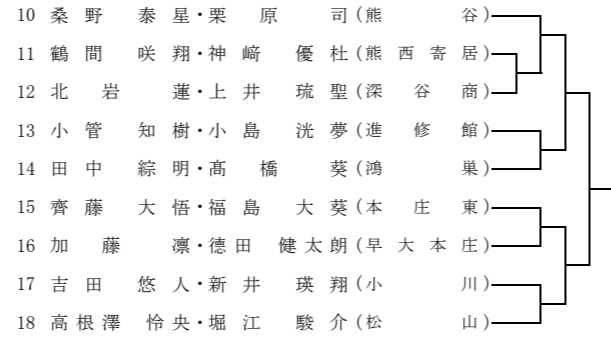 10 桑野 泰星・栗原 司(熊谷)
11 鶴間 咲翔・神﨑 優杜(熊西寄居)
12 北岩 蓮・上井 琉聖(深谷商)
13 小管 知樹・小島 洸夢(進修館)
14 田中 綜明・髙橋 葵(鴻巣)
15 齊藤 大悟・福島 大葵(本庄東)
16 加藤 凛・德田 健太朗(早大本庄)
17 吉田 悠人・新井 瑛翔(小川)
18 高根澤 怜央・堀江 駿介(松山)